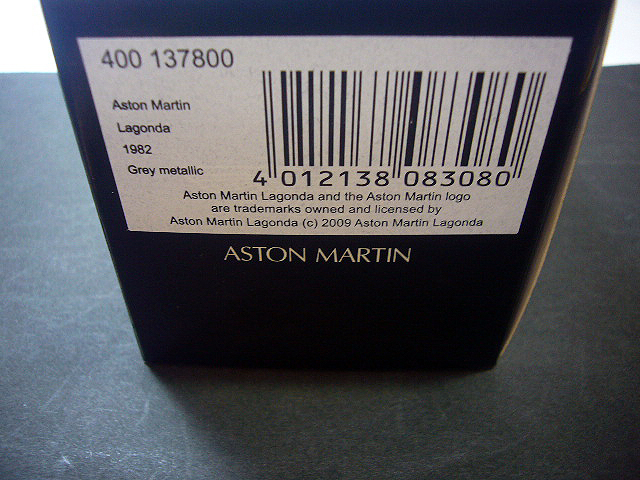 400 137800
Aston Martin
Lagonda
1982
Grey metallic
4 012138 083080
Aston Martin Lagonda and the Aston Martin logo
are trademarks owned and licensed by
Aston Martin Lagonda (c) 2009 Aston Martin Lagonda
ASTON MARTIN